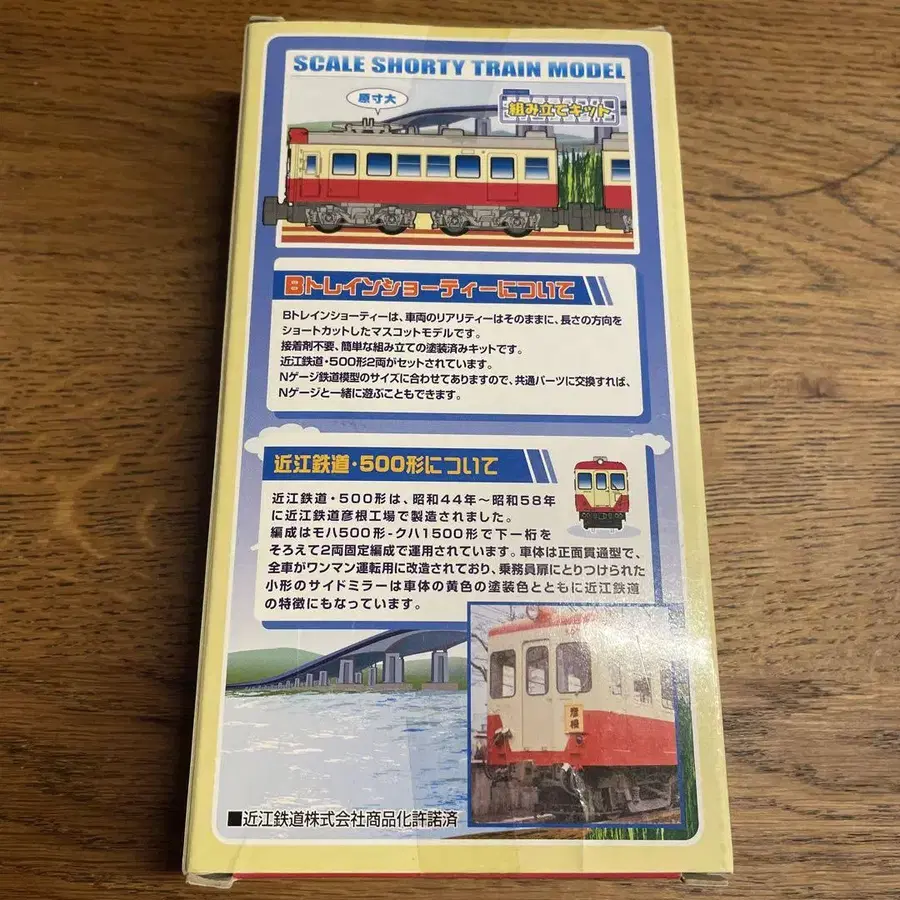 SCALE SHORTY TRAIN MODEL
原寸大
組み立てキット
Bトレインショーティーについて
Bトレインショーティーは、車両のリアリティーはそのままに、長さの方向を
ショートカットしたマスコットモデルです。
接着剤不要、簡単な組み立ての塗装済みキットです。
近江鉄道・500形2両がセットされています。
Nゲージ鉄道模型のサイズに合わせてありますので、共通パーツに交換すれば、
Nゲージと一緒に遊ぶこともできます。
近江鉄道・500形について
近江鉄道・500形は、昭和44年～昭和58年
に近江鉄道彦根工場で製造されました。
編成はモハ500形-クハ1500形で下一桁を
そろえて2両固定編成で運用されています。車体は正面貫通型で、
全車がワンマン運転用に改造されており、乗務員扉にとりつけられた
小形のサイドミラーは車体の黄色の塗装色とともに近江鉄道
の特徴にもなっています。
彦根
■近江鉄道株式会社商品化許諾済